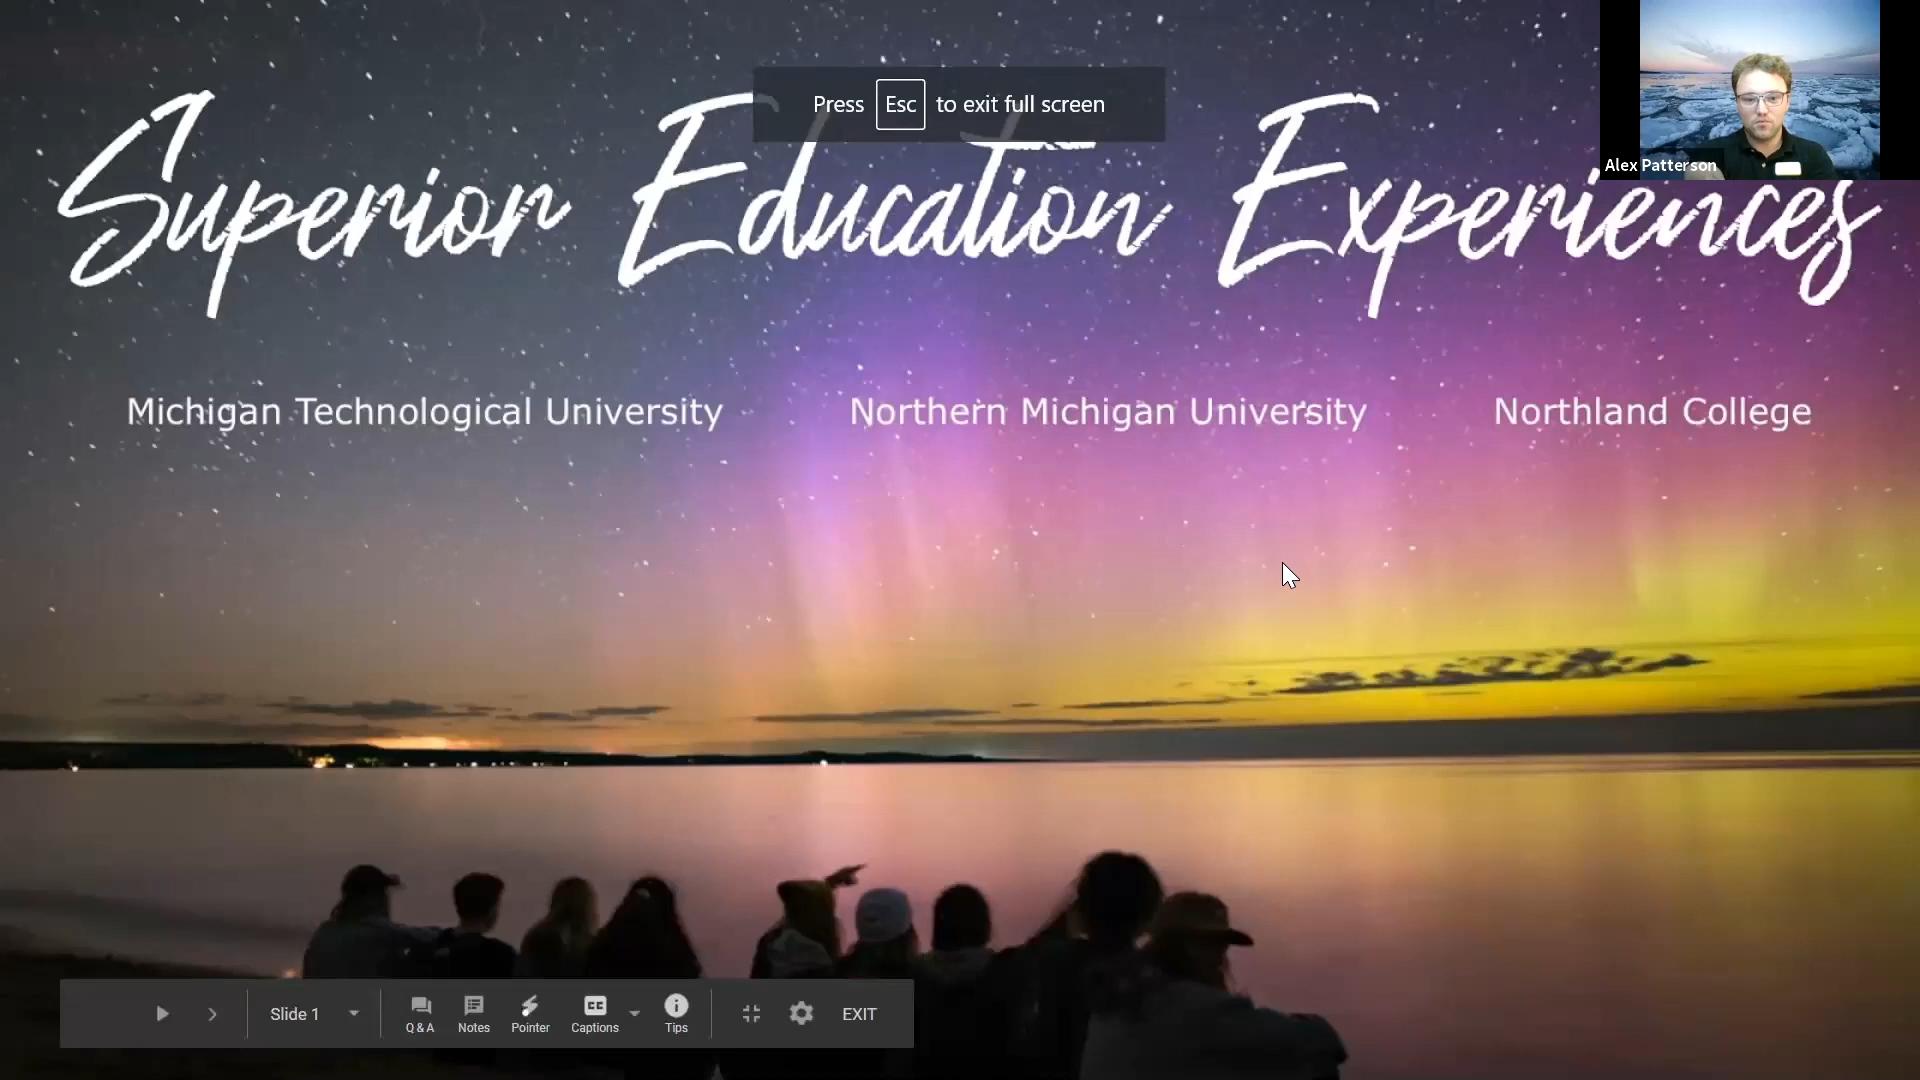 Press Esc to exit full screen
Superior Education Experiences
Alex Patterson
Michigan Technological University Northern Michigan University Northland College
Slide 1 Q & A Notes Pointer CC Captions Tips EXIT